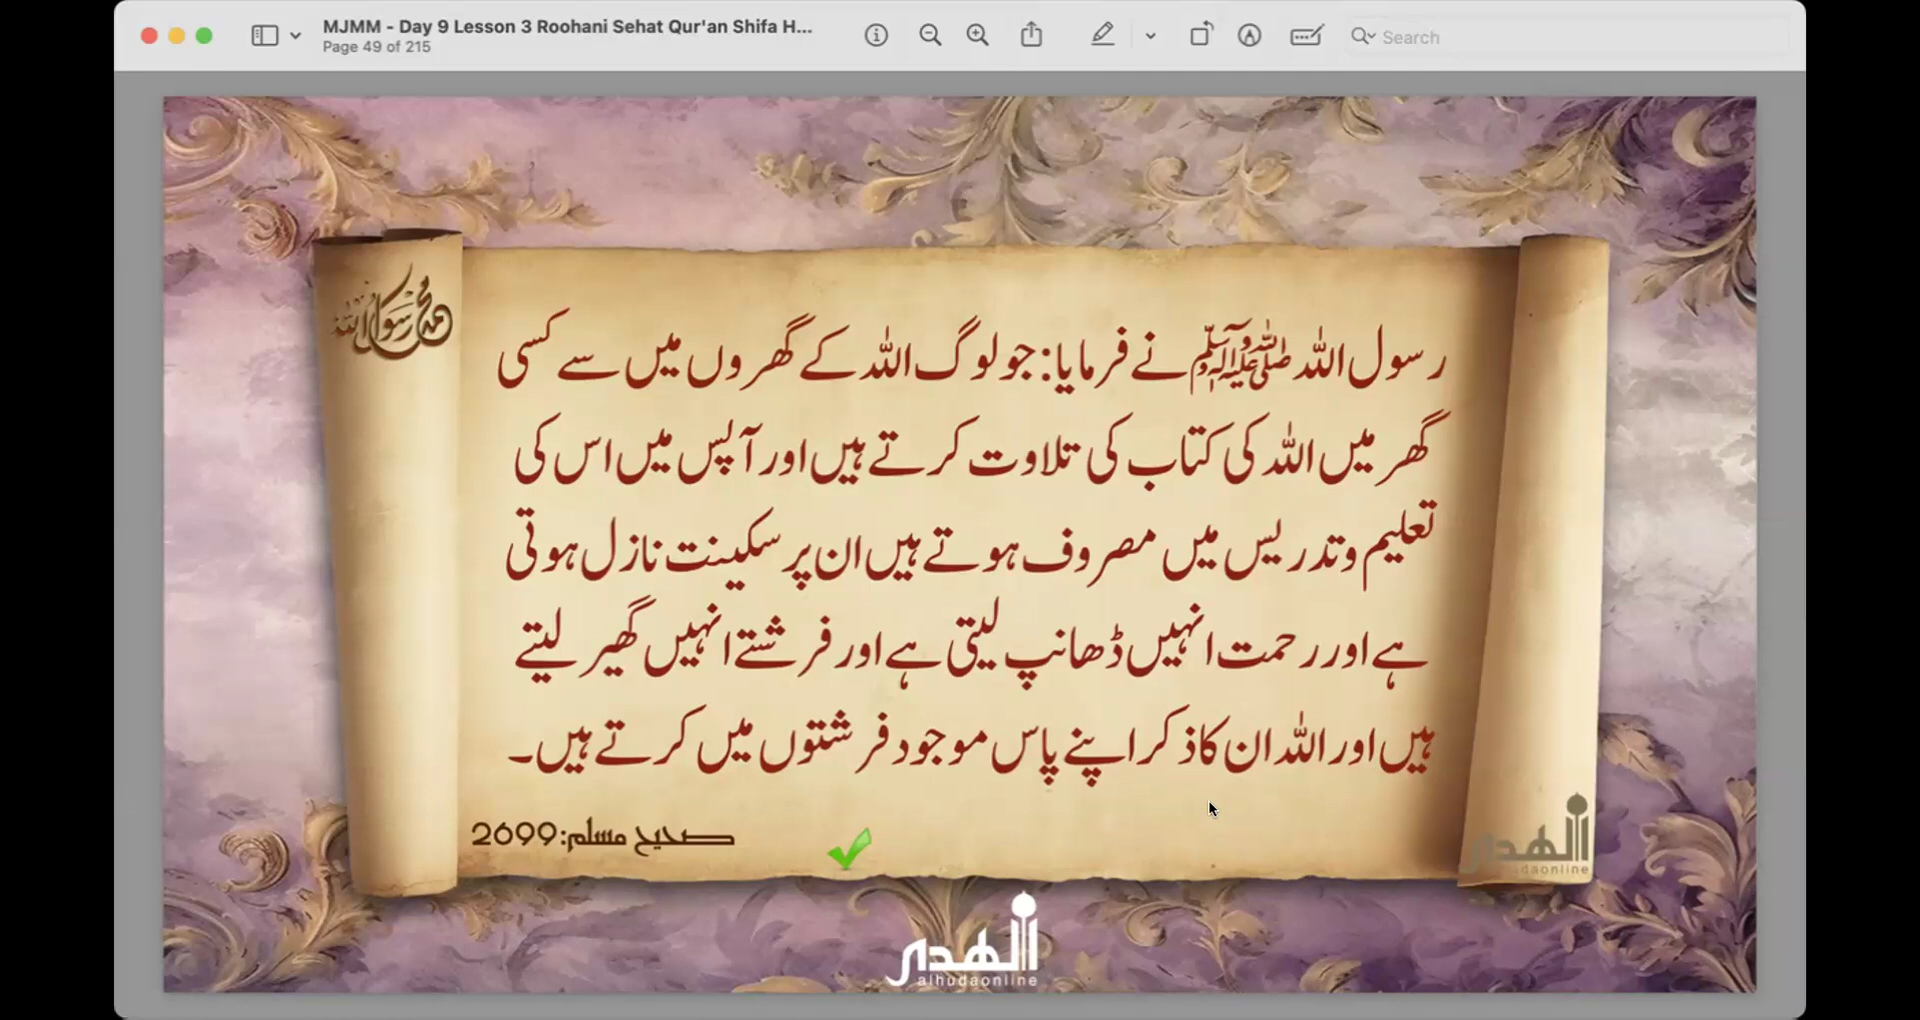 MJMM - Day 9 Lesson 3 Roohani Sehat Qur'an Shifa H...
Page 49 of 215
Search
محمد رسول اللہ
رسول اللہ ﷺ نے فرمایا: جو لوگ اللہ کے گھروں میں سے کسی
گھر میں اللہ کی کتاب کی تلاوت کرتے ہیں اور آپس میں اس کی
تعلیم و تدریس میں مصروف ہوتے ہیں ان پر سکینت نازل ہوتی
ہے اور رحمت انہیں ڈھانپ لیتی ہے اور فرشتے انہیں گھیر لیتے
ہیں اور اللہ ان کا ذکر اپنے پاس موجود فرشتوں میں کرتے ہیں۔
صحیح مسلم:2699
الهدى
alhudaonline
الهدى
alhudaonline